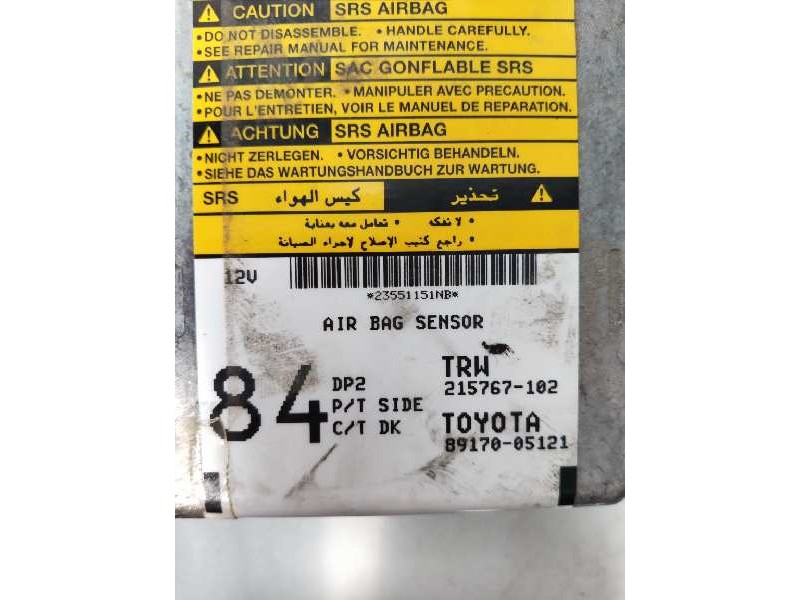 ⚠ CAUTION SRS AIRBAG
• DO NOT DISASSEMBLE. • HANDLE CAREFULLY.
• SEE REPAIR MANUAL FOR MAINTENANCE.
⚠ ATTENTION SAC GONFLABLE SRS
• NE PAS DEMONTER. • MANIPULER AVEC PRECAUTION.
• POUR L'ENTRETIEN, VOIR LE MANUEL DE REPARATION.
⚠ ACHTUNG SRS AIRBAG
• NICHT ZERLEGEN. • VORSICHTIG BEHANDELN.
• SIEHE DAS WARTUNGSHANDBUCH ZUR WARTUNG.
⚠ تحذير كيس الهواء SRS
• لا تفكه • تعامل معه بعناية
• راجع كتيب الإصلاح لإجراء الصيانة
12V
*23551151NB*
AIR BAG SENSOR
84
DP2
P/T SIDE
C/T DK
TRW
215767-102
TOYOTA
89170-05121